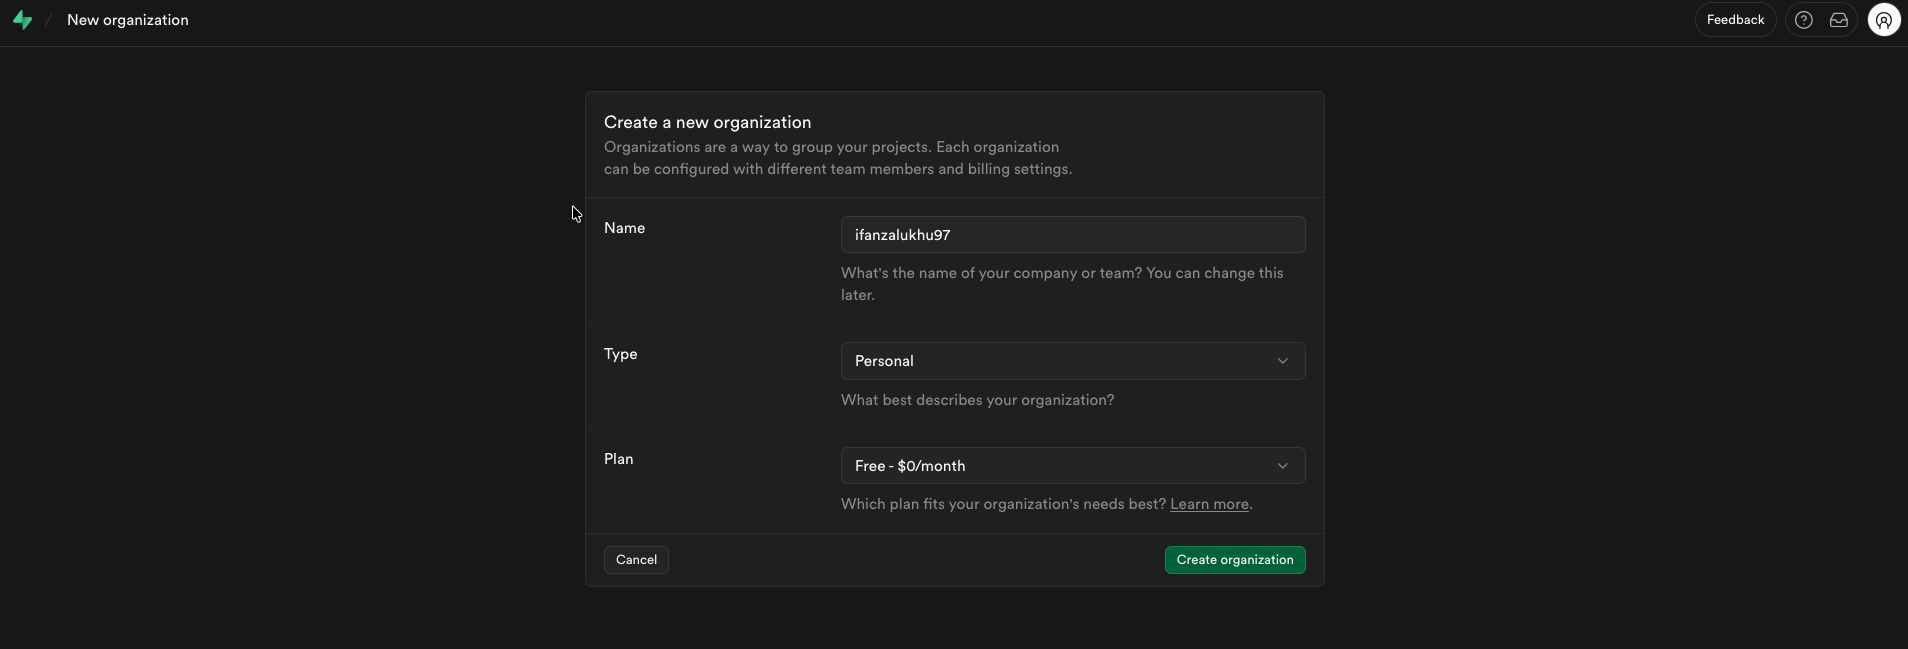 / New organization
Feedback
Create a new organization
Organizations are a way to group your projects. Each organization
can be configured with different team members and billing settings.
Name
ifanzalukhu97
What's the name of your company or team? You can change this
later.
Type
Personal
What best describes your organization?
Plan
Free - $0/month
Which plan fits your organization's needs best? Learn more.
Cancel
Create organization